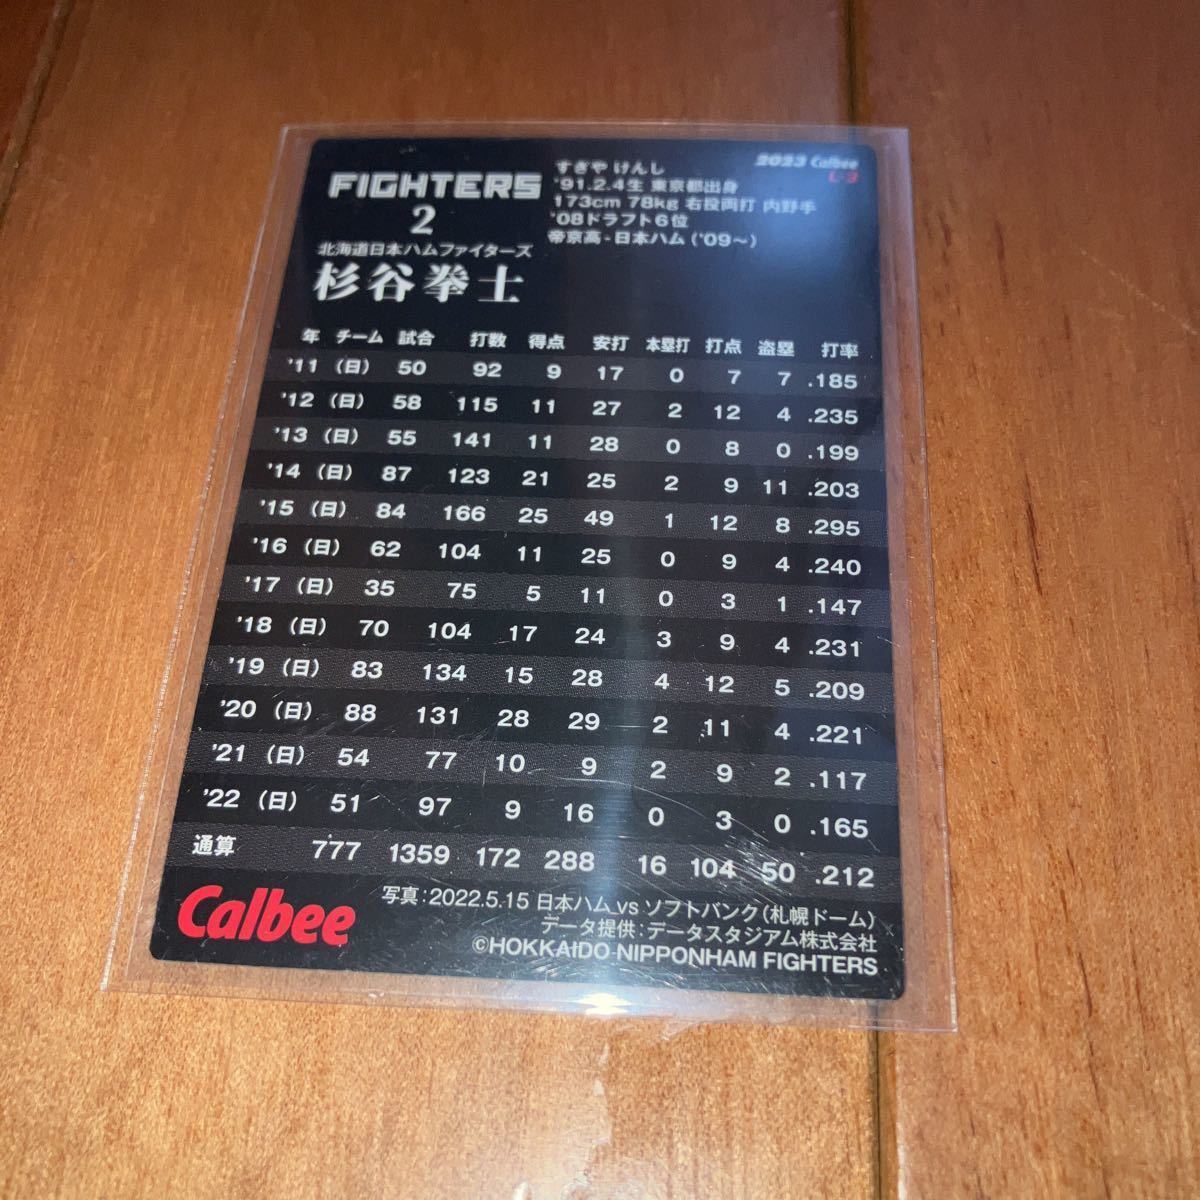 2023 Calbee
L-3
FIGHTERS
2
北海道日本ハムファイターズ
杉谷拳士
すぎや けんし
'91.2.4生 東京都出身
173cm 78kg 右投両打 内野手
'08ドラフト6位
帝京高-日本ハム('09〜)
年 チーム 試合 打数 得点 安打 本塁打 打点 盗塁 打率
'11 (日) 50 92 9 17 0 7 7 .185
'12 (日) 58 115 11 27 2 12 4 .235
'13 (日) 55 141 11 28 0 8 0 .199
'14 (日) 87 123 21 25 2 9 11 .203
'15 (日) 84 166 25 49 1 12 8 .295
'16 (日) 62 104 11 25 0 9 4 .240
'17 (日) 35 75 5 11 0 3 1 .147
'18 (日) 70 104 17 24 3 9 4 .231
'19 (日) 83 134 15 28 4 12 5 .209
'20 (日) 88 131 28 29 2 11 4 .221
'21 (日) 54 77 10 9 2 9 2 .117
'22 (日) 51 97 9 16 0 3 0 .165
通算 777 1359 172 288 16 104 50 .212
Calbee
写真:2022.5.15 日本ハム vs ソフトバンク(札幌ドーム)
データ提供:データスタジアム株式会社
©HOKKAIDO NIPPONHAM FIGHTERS